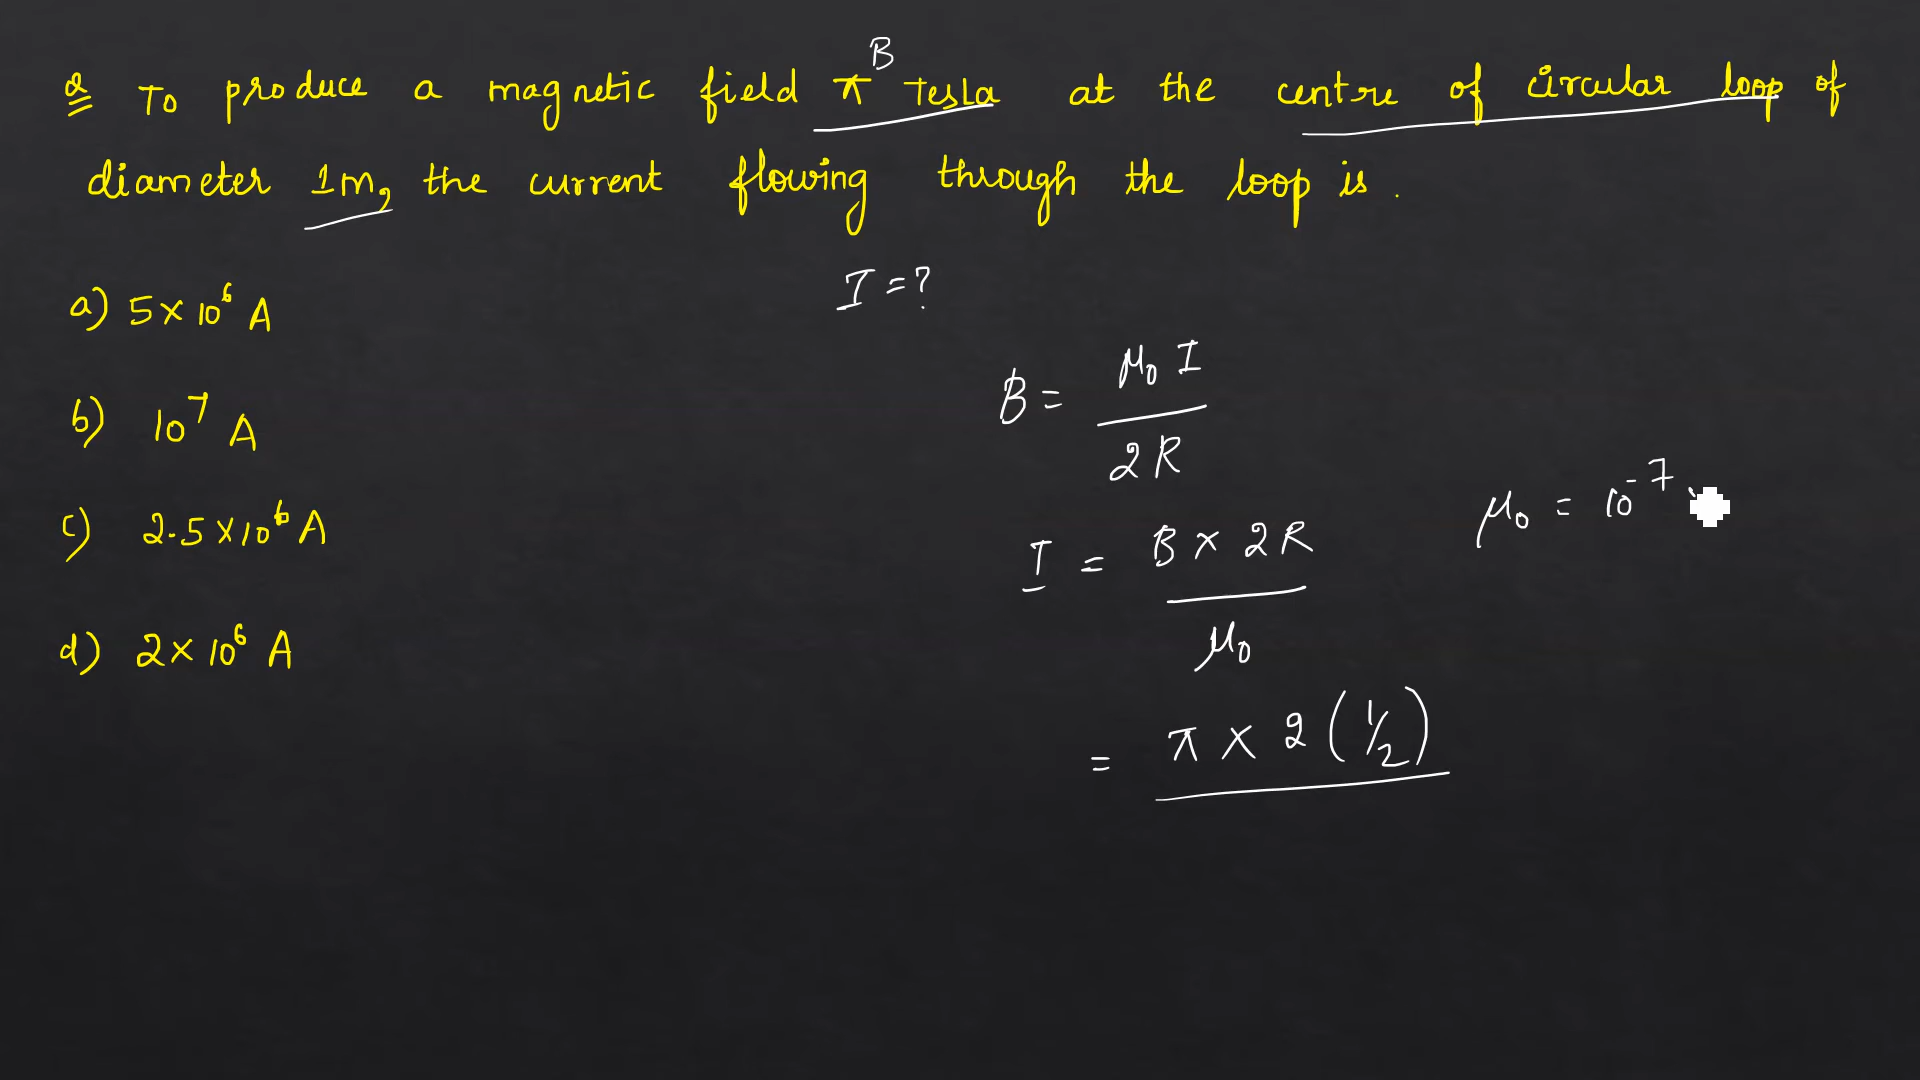 Q To produce a magnetic field π Tesla at the centre of circular loop of
B
diameter 1m, the current flowing through the loop is.
I = ?
a) 5 × 10⁶ A
B = μ₀ I / 2R
b) 10⁷ A
μ₀ = 10⁻⁷
c) 2.5 × 10⁶ A
I = B × 2R / μ₀
d) 2 × 10⁶ A
= π × 2 (1/2)